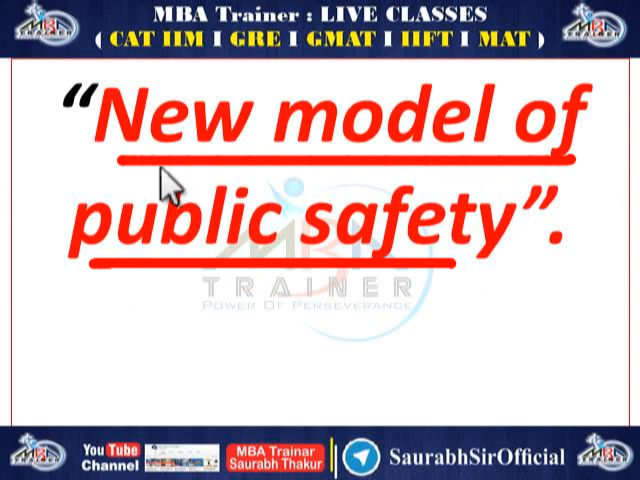 MBA Trainer : LIVE CLASSES
( CAT IIM I GRE I GMAT I IIFT I MAT )
“New model of
public safety”.
MBA
TRAINER
POWER OF PERSEVERANCE
You Tube
Channel
MBA Trainar
Saurabh Thakur
SaurabhSirOfficial